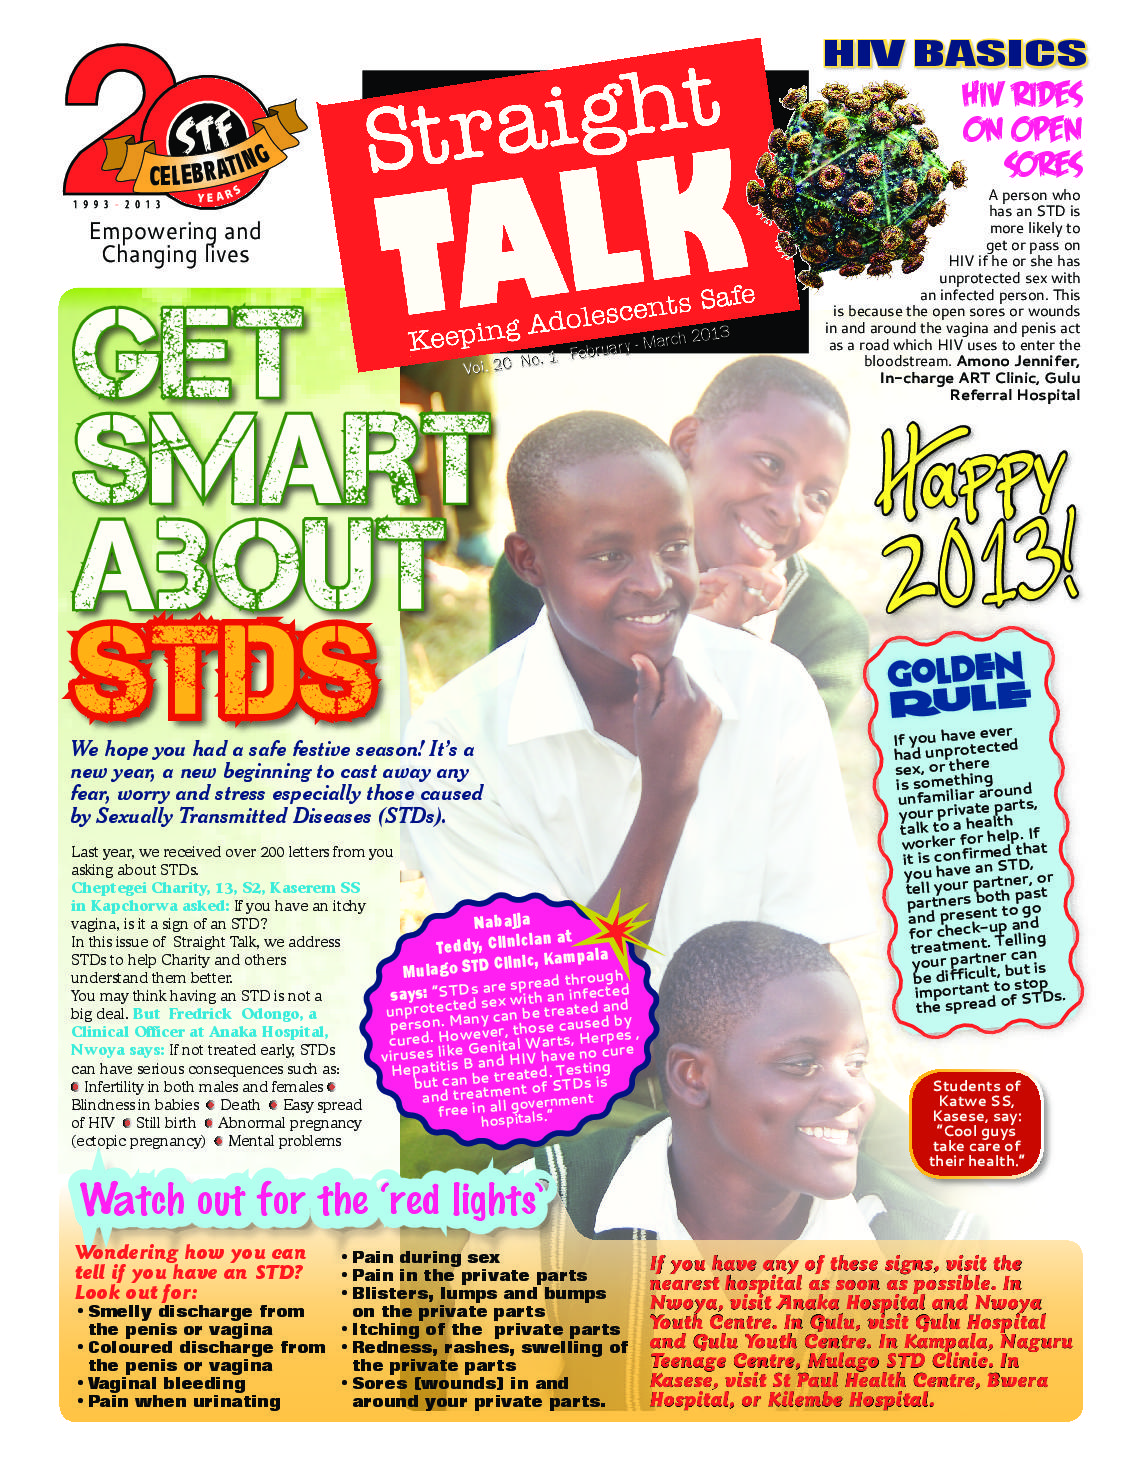 20
STF
CELEBRATING
YEARS
1993-2013
Empowering and
Changing lives
Straight
TALK
Keeping Adolescents Safe
Vol. 20 No. 1 February - March 2013
HIV BASICS
HIV RIDES
ON OPEN
SORES
A person who
has an STD is
more likely to
get or pass on
HIV if he or she has
unprotected sex with
an infected person. This
is because the open sores or wounds
in and around the vagina and penis act
as a road which HIV uses to enter the
bloodstream. Amono Jennifer,
In-charge ART Clinic, Gulu
Referral Hospital
GET
SMART
ABOUT
STDS
Happy
2013!
We hope you had a safe festive season! It's a
new year, a new beginning to cast away any
fear, worry and stress especially those caused
by Sexually Transmitted Diseases (STDs).
Last year, we received over 200 letters from you
asking about STDs.
Cheptegei Charity, 13, S2, Kaserem SS
in Kapchorwa asked: If you have an itchy
vagina, is it a sign of an STD?
In this issue of Straight Talk, we address
STDs to help Charity and others
understand them better.
You may think having an STD is not a
big deal. But Fredrick Odongo, a
Clinical Officer at Anaka Hospital,
Nwoya says: If not treated early, STDs
can have serious consequences such as:
• Infertility in both males and females •
Blindness in babies • Death • Easy spread
of HIV • Still birth • Abnormal pregnancy
(ectopic pregnancy) • Mental problems
Nabajja
Teddy, Clinician at
Mulago STD Clinic, Kampala
says: "STDs are spread through
unprotected sex with an infected
person. Many can be treated and
cured. However, those caused by
viruses like Genital Warts, Herpes,
Hepatitis B and HIV have no cure
but can be treated. Testing
and treatment of STDs is
free in all government
hospitals."
GOLDEN
RULE
If you have ever
had unprotected
sex, or there
is something
unfamiliar around
your private parts,
talk to a health
worker for help. If
it is confirmed that
you have an STD,
tell your partner, or
partners both past
and present to go
for check-up and
treatment. Telling
your partner can
be difficult, but is
important to stop
the spread of STDs.
Students of
Katwe SS,
Kasese, say:
"Cool guys
take care of
their health."
Watch out for the 'red lights'
Wondering how you can
tell if you have an STD?
Look out for:
• Smelly discharge from
the penis or vagina
• Coloured discharge from
the penis or vagina
• Vaginal bleeding
• Pain when urinating
• Pain during sex
• Pain in the private parts
• Blisters, lumps and bumps
on the private parts
• Itching of the private parts
• Redness, rashes, swelling of
the private parts
• Sores (wounds) in and
around your private parts.
If you have any of these signs, visit the
nearest hospital as soon as possible. In
Nwoya, visit Anaka Hospital and Nwoya
Youth Centre. In Gulu, visit Gulu Hospital
and Gulu Youth Centre. In Kampala, Naguru
Teenage Centre, Mulago STD Clinic. In
Kasese, visit St Paul Health Centre, Bwera
Hospital, or Kilembe Hospital.